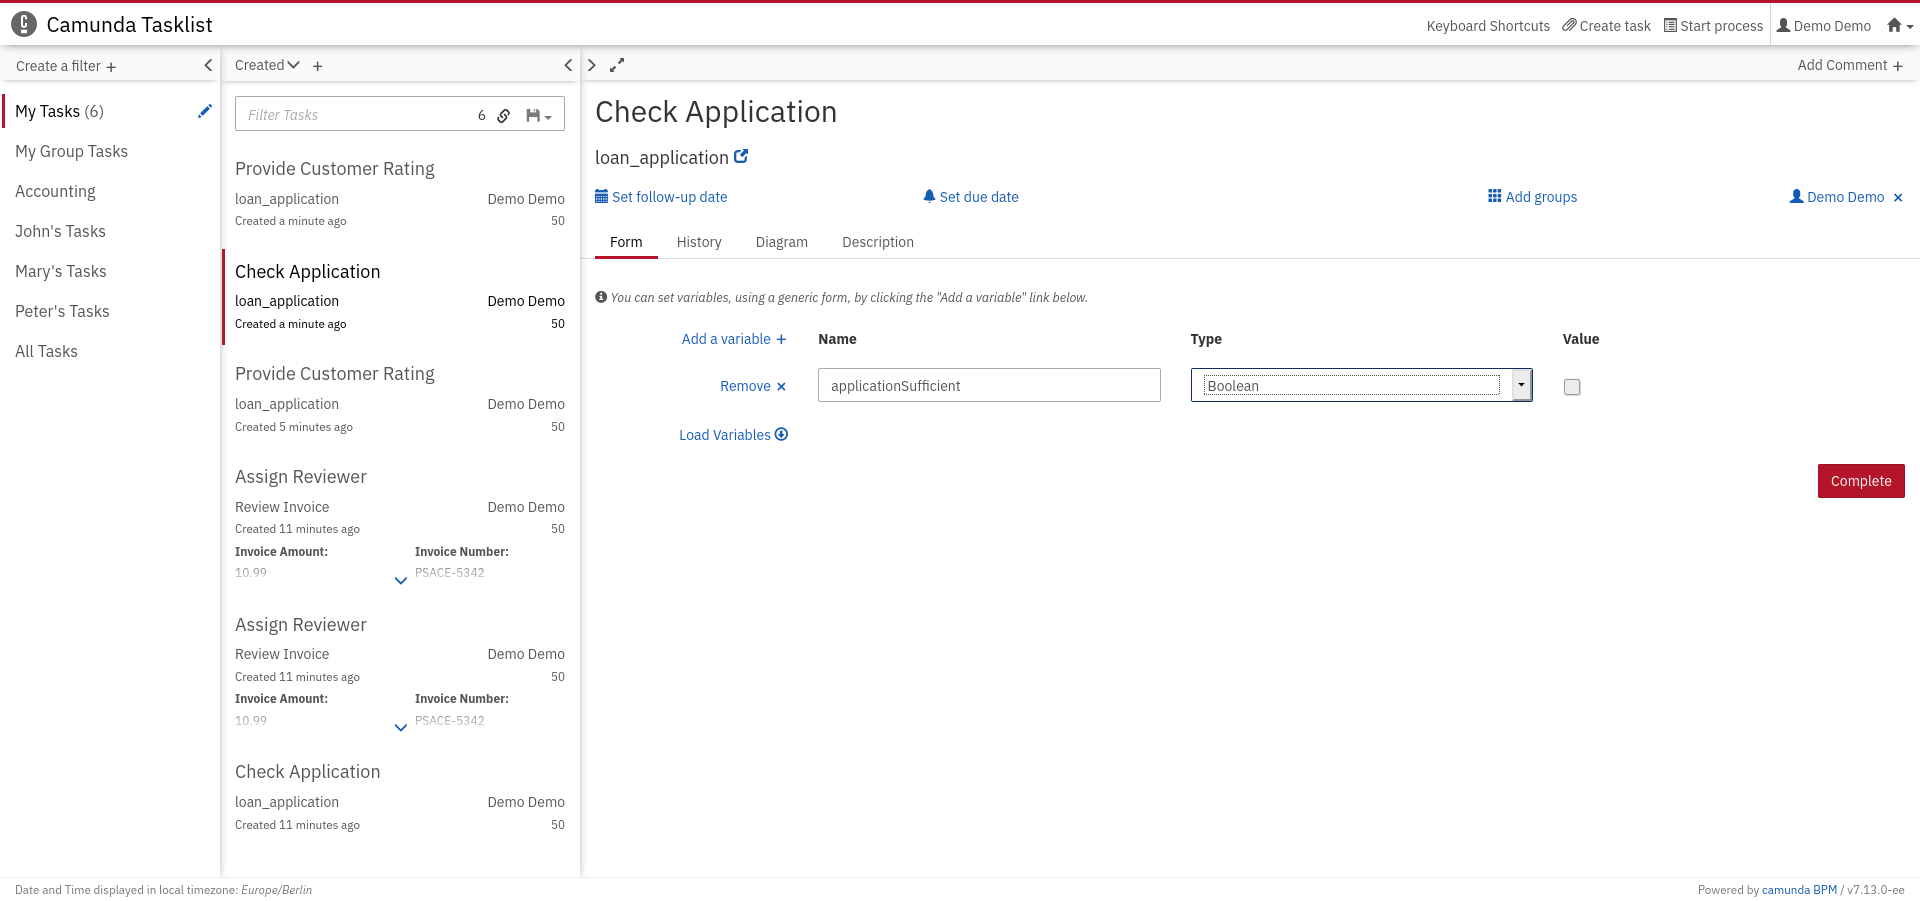 Camunda Tasklist
Keyboard Shortcuts
Create task
Start process
Demo Demo
Create a filter +
Created
+
Add Comment +
My Tasks (6)
My Group Tasks
Accounting
John's Tasks
Mary's Tasks
Peter's Tasks
All Tasks
Filter Tasks 6
Provide Customer Rating
loan_application Demo Demo
Created a minute ago 50
Check Application
loan_application Demo Demo
Created a minute ago 50
Provide Customer Rating
loan_application Demo Demo
Created 5 minutes ago 50
Assign Reviewer
Review Invoice Demo Demo
Created 11 minutes ago 50
Invoice Amount: Invoice Number:
10.99 PSACE-5342
Assign Reviewer
Review Invoice Demo Demo
Created 11 minutes ago 50
Invoice Amount: Invoice Number:
10.99 PSACE-5342
Check Application
loan_application Demo Demo
Created 11 minutes ago 50
Check Application
loan_application
Set follow-up date
Set due date
Add groups
Demo Demo ×
Form History Diagram Description
You can set variables, using a generic form, by clicking the "Add a variable" link below.
Add a variable + Name Type Value
Remove × applicationSufficient Boolean
Load Variables
Complete
Date and Time displayed in local timezone: Europe/Berlin
Powered by camunda BPM / v7.13.0-ee